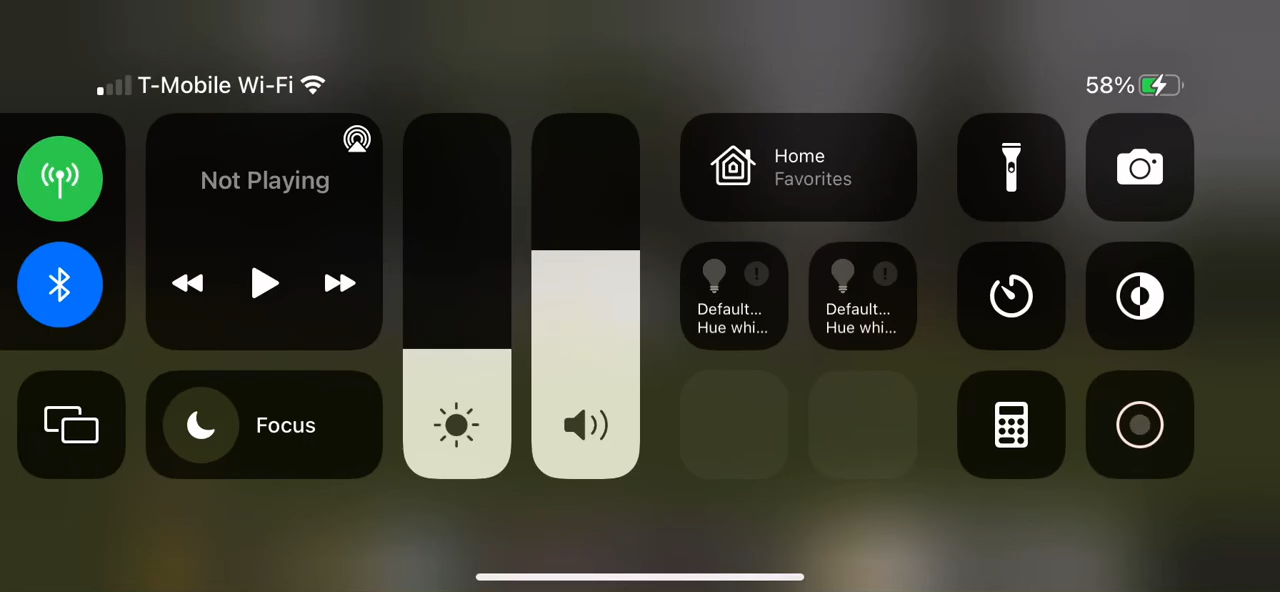 T-Mobile Wi-Fi
58%
Not Playing
Home
Favorites
Default...
Hue whi...
Default...
Hue whi...
Focus